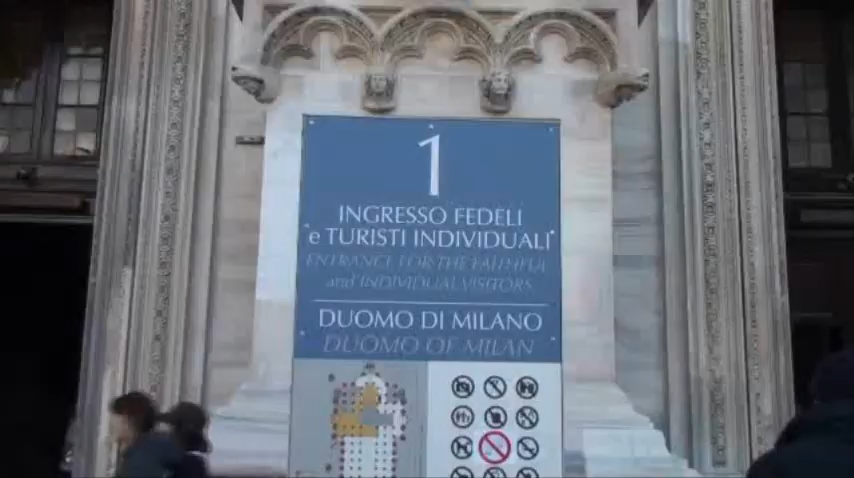 1
INGRESSO FEDELI
e TURISTI INDIVIDUALI
ENTRANCE FOR THE FAITHFUL
and INDIVIDUAL VISITORS
DUOMO DI MILANO
DUOMO OF MILAN